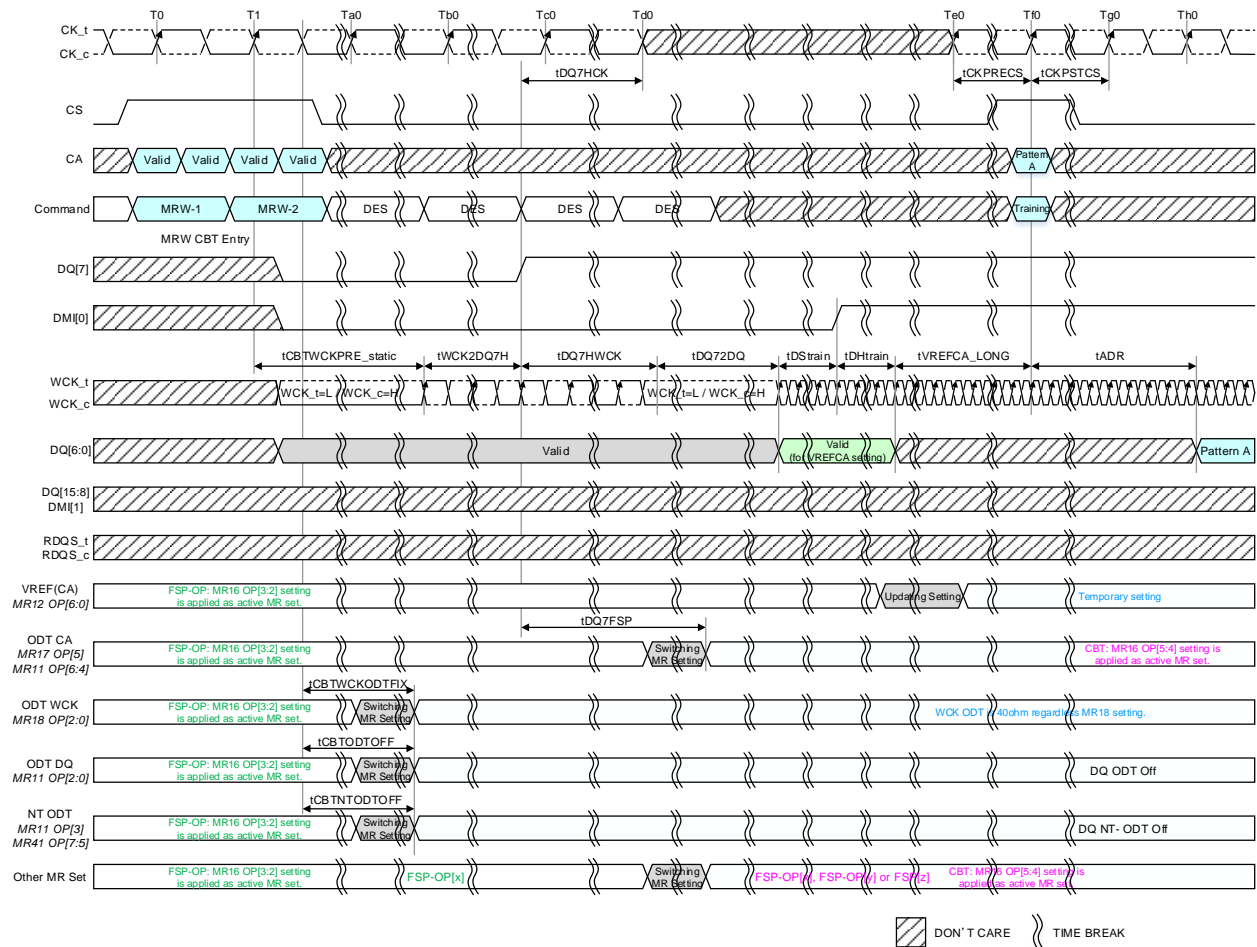 T0 T1 Ta0 Tb0 Tc0 Td0 Te0 Tf0 Tg0 Th0
CK_t
CK_c
tDQ7HCK tCKPRECS tCKPSTCS
CS
CA Valid Valid Valid Valid Pattern
A
Command MRW-1 MRW-2 DES DES DES DES Training
MRW CBT Entry
DQ[7]
DMI[0]
tCBTWCKPRE_static tWCK2DQ7H tDQ7HWCK tDQ72DQ tDStrain tDHtrain tVREFCA_LONG tADR
WCK_t
WCK_c
WCK_t=L / WCK_c=H WCK_t=L / WCK_c=H
DQ[6:0] Valid Valid
(for VREFCA setting) Pattern A
DQ[15:8]
DMI[1]
RDQS_t
RDQS_c
VREF(CA)
MR12 OP[6:0]
FSP-OP: MR16 OP[3:2] setting
is applied as active MR set.
Updating Setting Temporary setting
tDQ7FSP
ODT CA
MR17 OP[5]
MR11 OP[6:4]
FSP-OP: MR16 OP[3:2] setting
is applied as active MR set.
Switching
MR Setting
CBT: MR16 OP[5:4] setting is
applied as active MR set.
tCBTWCKODTFIX
ODT WCK
MR18 OP[2:0]
FSP-OP: MR16 OP[3:2] setting
is applied as active MR set.
Switching
MR Setting
WCK ODT is 40ohm regardless MR18 setting.
tCBTODTOFF
ODT DQ
MR11 OP[2:0]
FSP-OP: MR16 OP[3:2] setting
is applied as active MR set.
Switching
MR Setting
DQ ODT Off
tCBTNTODTOFF
NT ODT
MR11 OP[3]
MR41 OP[7:5]
FSP-OP: MR16 OP[3:2] setting
is applied as active MR set.
Switching
MR Setting
DQ NT- ODT Off
Other MR Set
FSP-OP: MR16 OP[3:2] setting
is applied as active MR set.
FSP-OP[x]
Switching
MR Setting
FSP-OP[x], FSP-OP[y] or FSP[z]
CBT: MR16 OP[5:4] setting is
applied as active MR set.
DON'T CARE TIME BREAK